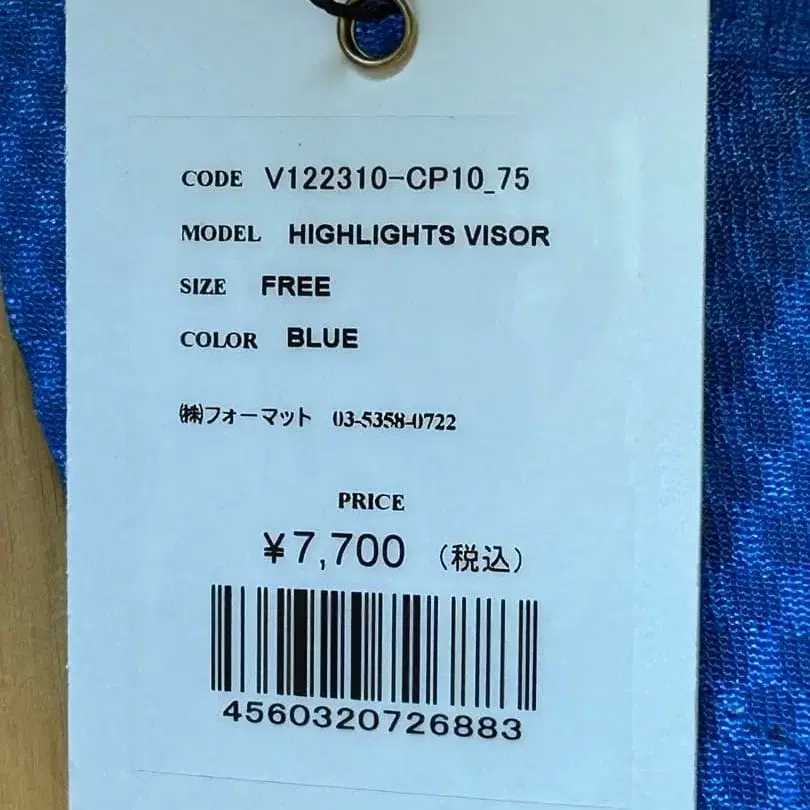 CODE V122310-CP10_75
MODEL HIGHLIGHTS VISOR
SIZE FREE
COLOR BLUE
㈱フォーマット 03-5358-0722
PRICE
¥7,700 (税込)
4560320726883